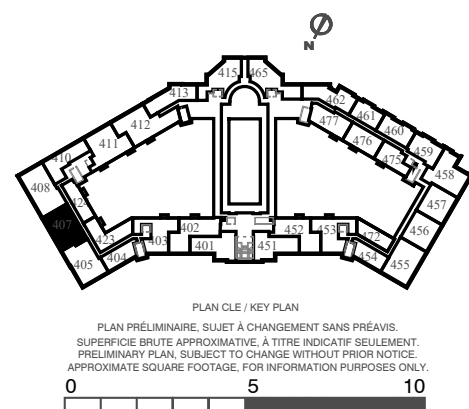 N
415 465
413 462
412 477 461
411 476 460
410 475 459
408 458
425 457
407 402 452 456
423 403 453 472
405 404 401 451 454 455
PLAN CLE / KEY PLAN
PLAN PRÉLIMINAIRE, SUJET À CHANGEMENT SANS PRÉAVIS.
SUPERFICIE BRUTE APPROXIMATIVE, À TITRE INDICATIF SEULEMENT.
PRELIMINARY PLAN, SUBJECT TO CHANGE WITHOUT PRIOR NOTICE.
APPROXIMATE SQUARE FOOTAGE, FOR INFORMATION PURPOSES ONLY.
0 5 10